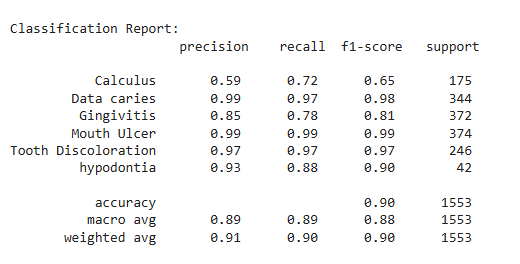 Classification Report:
precision recall f1-score support
Calculus 0.59 0.72 0.65 175
Data caries 0.99 0.97 0.98 344
Gingivitis 0.85 0.78 0.81 372
Mouth Ulcer 0.99 0.99 0.99 374
Tooth Discoloration 0.97 0.97 0.97 246
hypodontia 0.93 0.88 0.90 42
accuracy 0.90 1553
macro avg 0.89 0.89 0.88 1553
weighted avg 0.91 0.90 0.90 1553